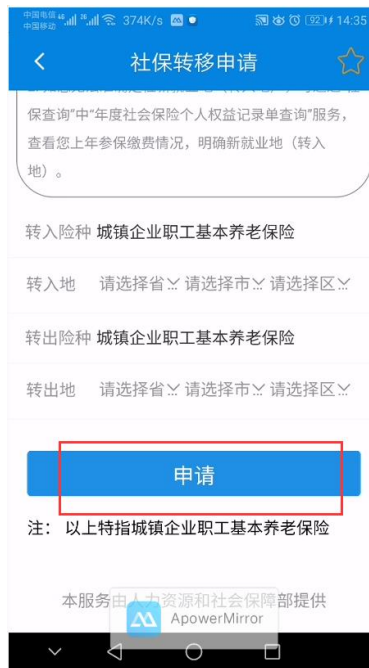 中国电信 46 2G 374K/s 92 14:35
中国移动
社保转移申请
保查询”中“年度社会保险个人权益记录单查询”服务，
查看您上年参保缴费情况，明确新就业地（转入
地）。
转入险种 城镇企业职工基本养老保险
转入地 请选择省 请选择市 请选择区
转出险种 城镇企业职工基本养老保险
转出地 请选择省 请选择市 请选择区
申请
注： 以上特指城镇企业职工基本养老保险
本服务由人力资源和社会保障部提供
ApowerMirror